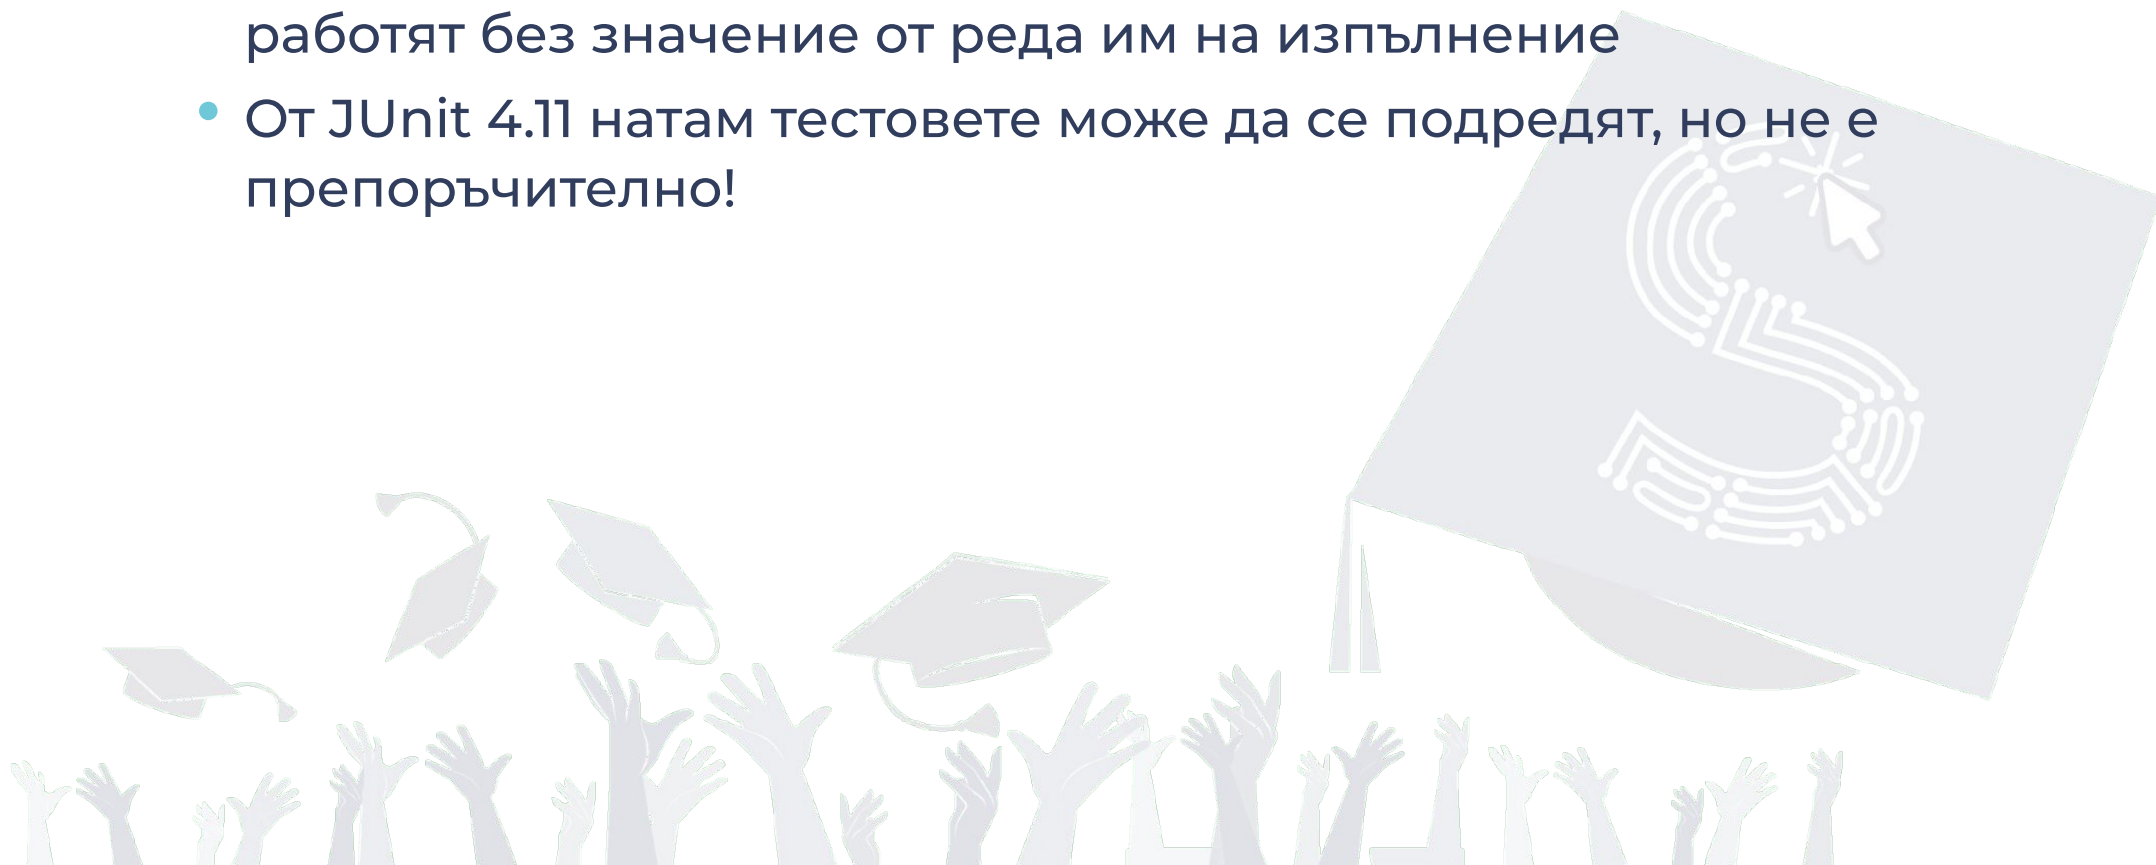 работят без значение от реда им на изпълнение
От JUnit 4.11 натам тестовете може да се подредят, но не е
препоръчително!